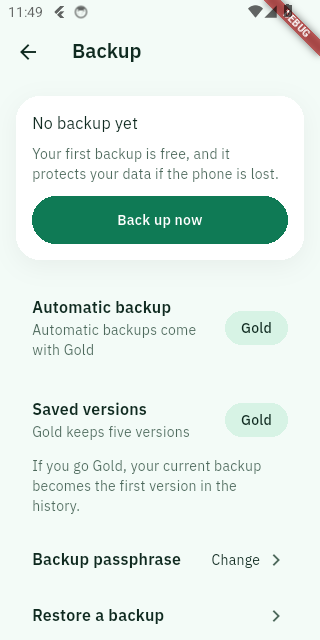 11:49
DEBUG
Backup
No backup yet
Your first backup is free, and it
protects your data if the phone is lost.
Back up now
Automatic backup
Automatic backups come
with Gold
Gold
Saved versions
Gold keeps five versions
Gold
If you go Gold, your current backup
becomes the first version in the
history.
Backup passphrase
Change
Restore a backup